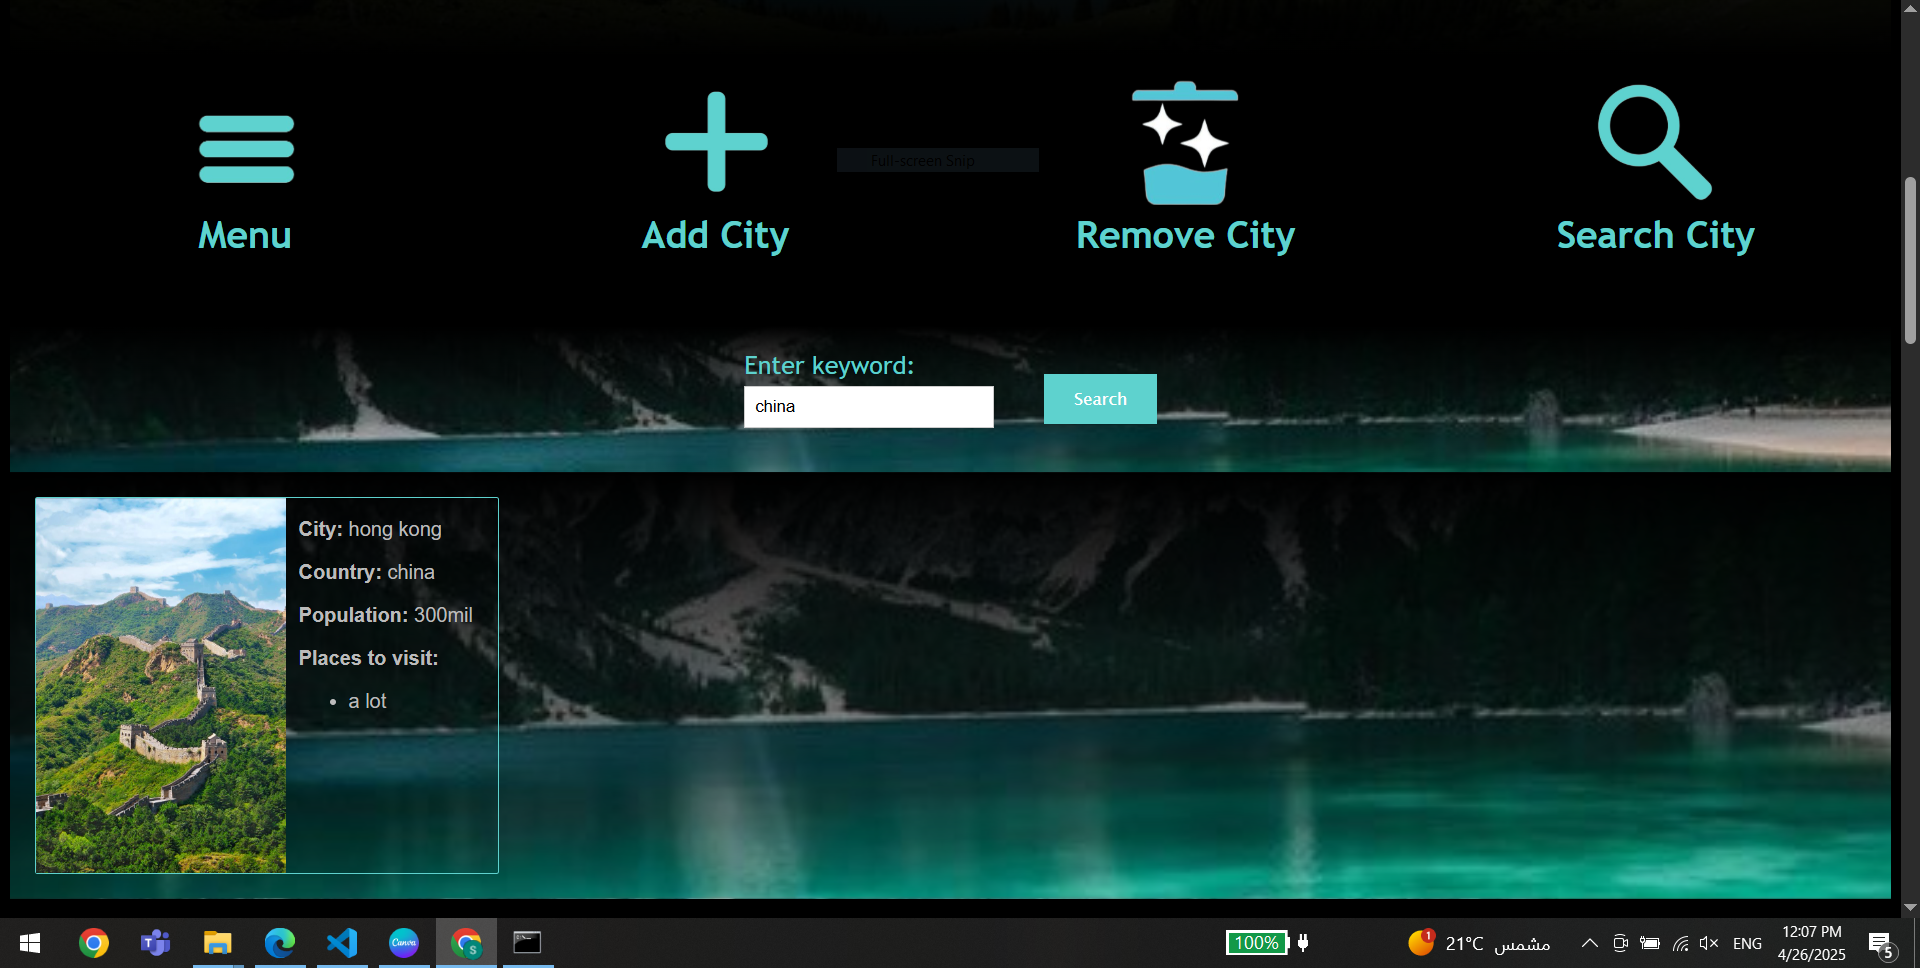 Menu
Add City
Full-screen Snip
Remove City
Search City
Enter keyword:
china
Search
City: hong kong
Country: china
Population: 300mil
Places to visit:
• a lot
T
Canva
S
100%
1
21°C مشمس
ENG
12:07 PM
4/26/2025
5